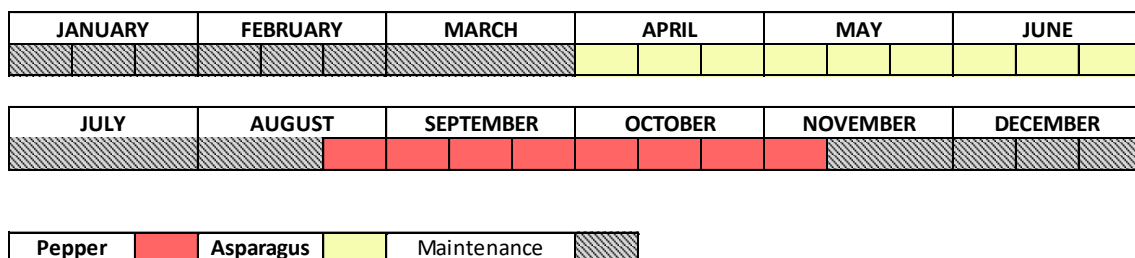 JANUARY FEBRUARY MARCH APRIL MAY JUNE
JULY AUGUST SEPTEMBER OCTOBER NOVEMBER DECEMBER
Pepper Asparagus Maintenance